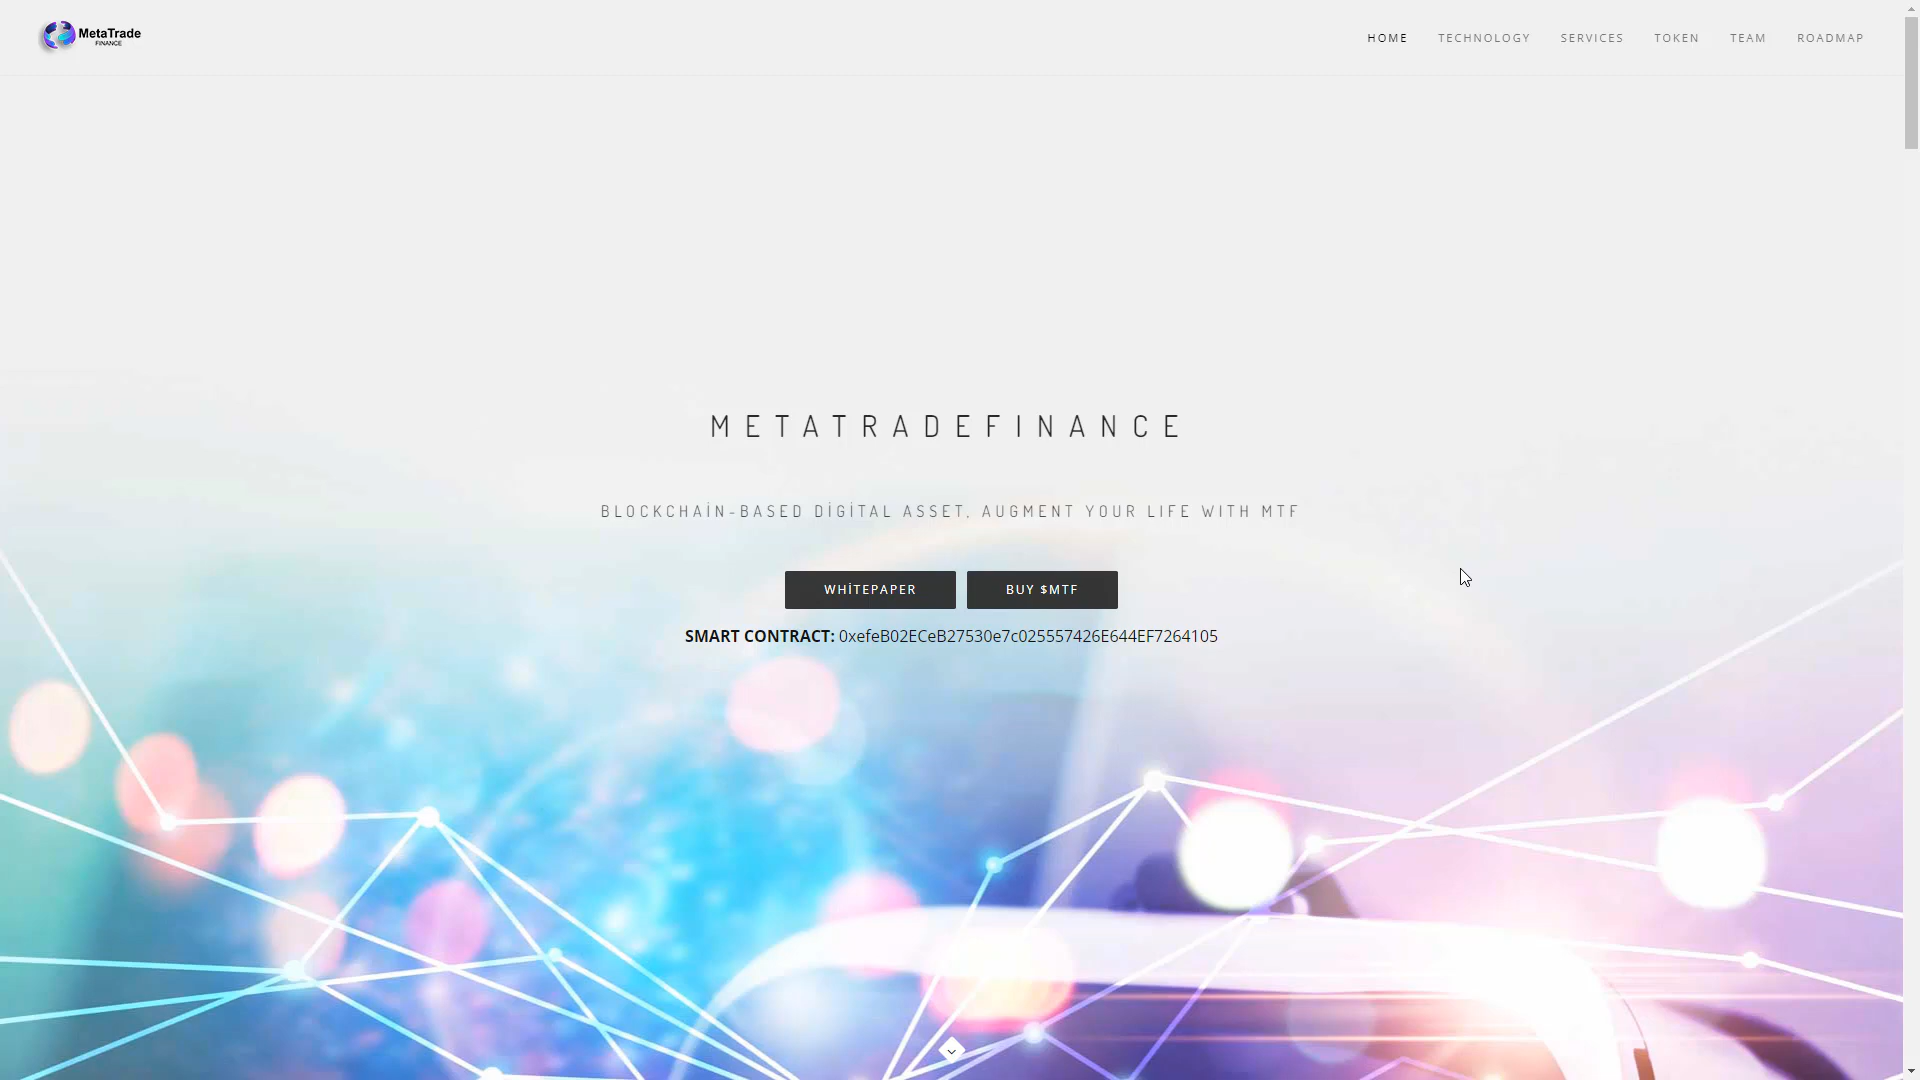 MetaTrade
FINANCE
HOME
TECHNOLOGY
SERVICES
TOKEN
TEAM
ROADMAP
METATRADEFINANCE
BLOCKCHAİN-BASED DİGİTAL ASSET, AUGMENT YOUR LIFE WITH MTF
WHİTEPAPER
BUY $MTF
SMART CONTRACT: 0xefeB02ECeB27530e7c025557426E644EF7264105